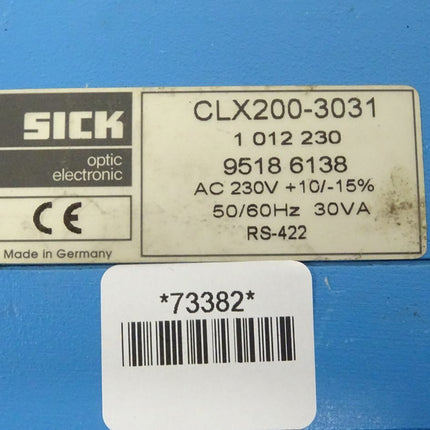 SICK
optic
electronic
CE
Made in Germany
CLX200-3031
1 012 230
9518 6138
AC 230V +10/-15%
50/60Hz 30VA
RS-422
*73382*